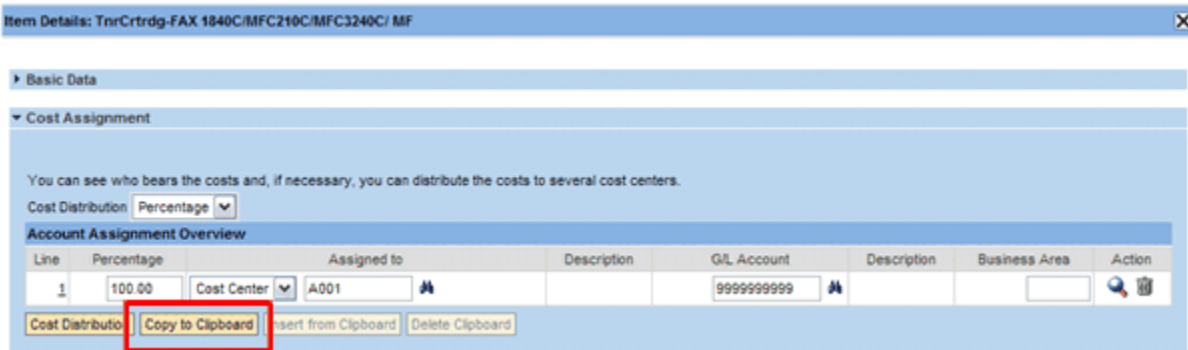 Item Details: TnrCrtrdg-FAX 1840C/MFC210C/MFC3240C/ MF
Basic Data
Cost Assignment
You can see who bears the costs and, if necessary, you can distribute the costs to several cost centers.
Cost Distribution Percentage
Account Assignment Overview
Line Percentage Assigned to Description G/L Account Description Business Area Action
1 100.00 Cost Center A001 9999999999
Cost Distribution Copy to Clipboard Insert from Clipboard Delete Clipboard